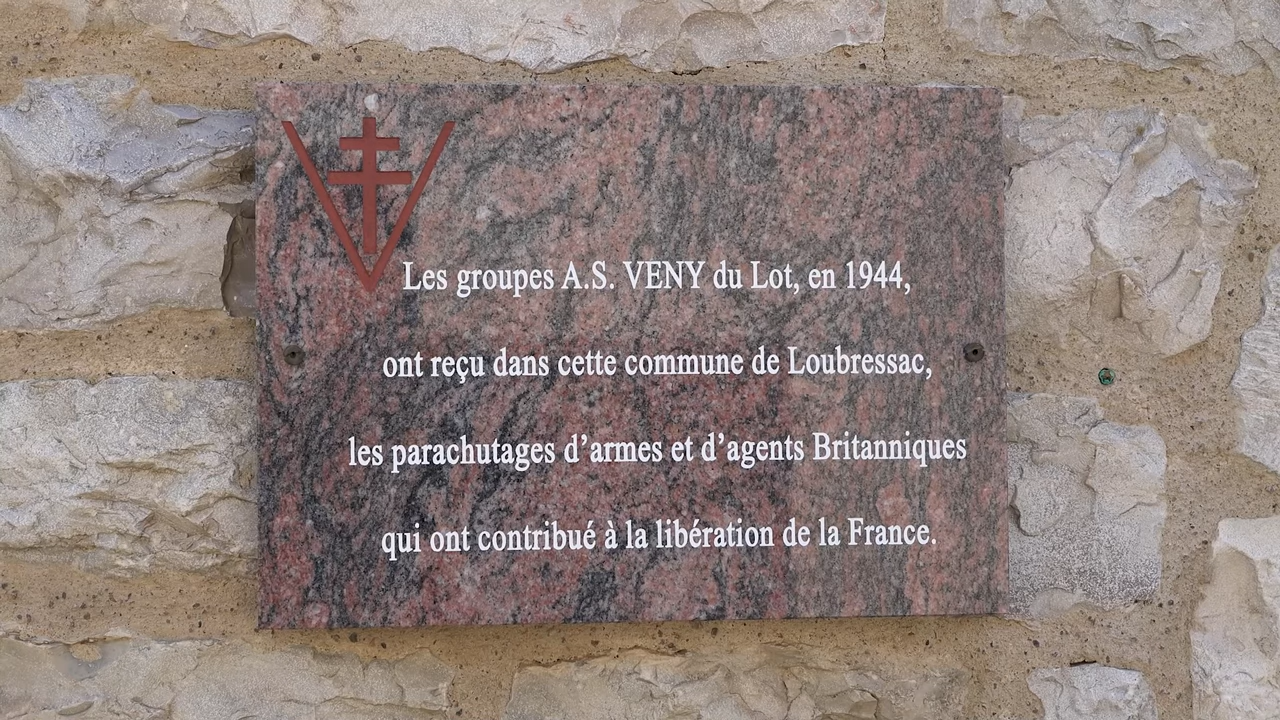 Les groupes A.S. VENY du Lot, en 1944,
ont reçu dans cette commune de Loubressac,
les parachutages d’armes et d’agents Britanniques
qui ont contribué à la libération de la France.